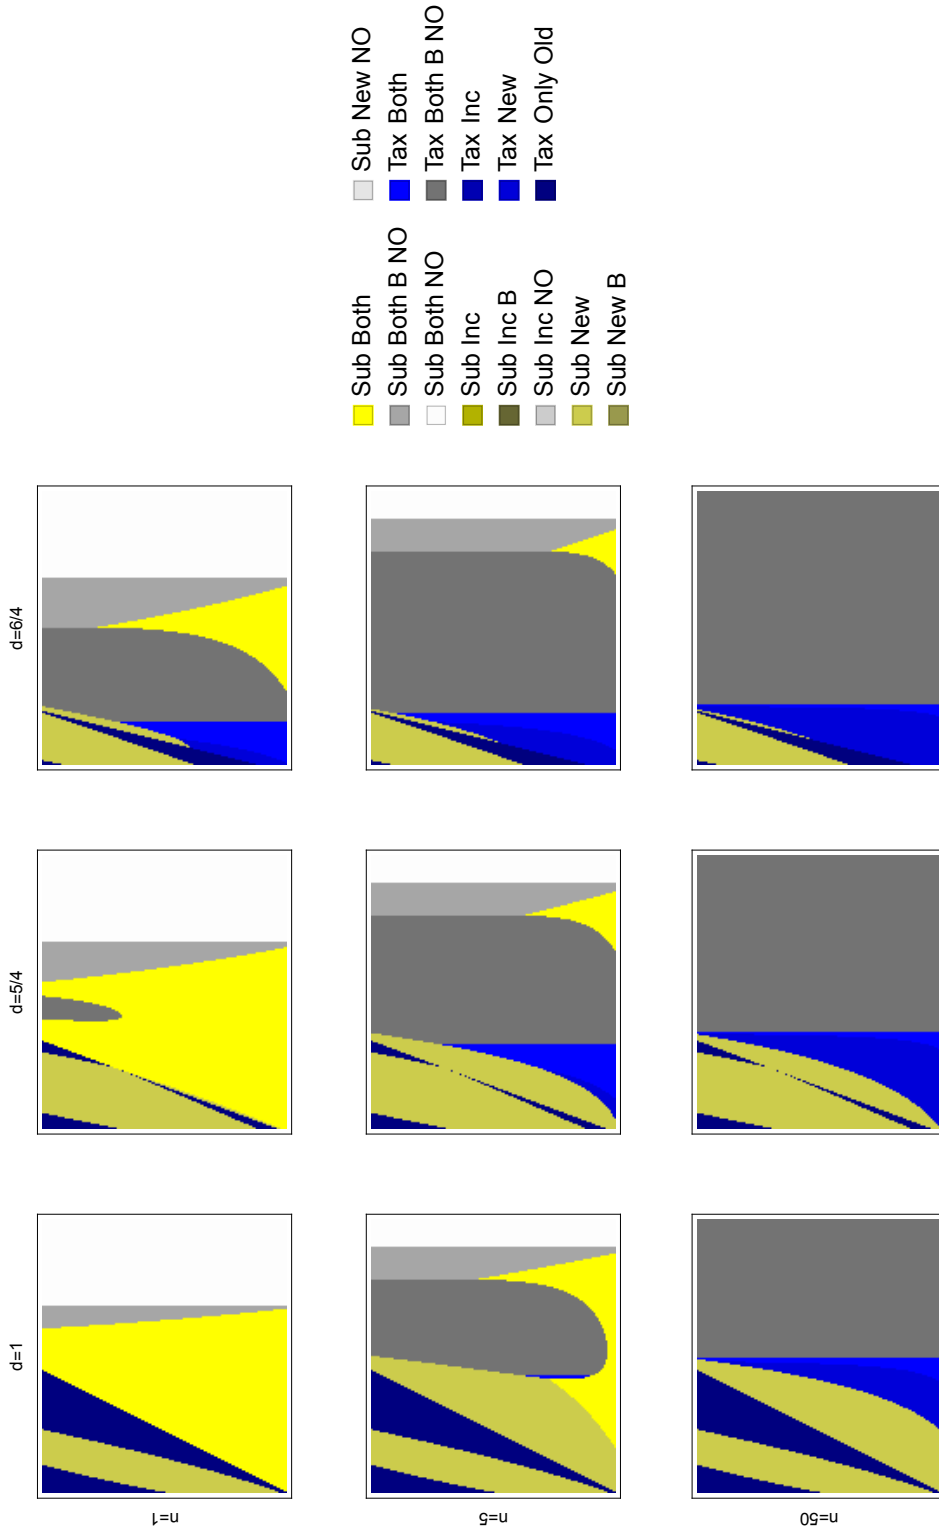 d=1
d=5/4
d=6/4
n=1
n=5
n=50
Sub Both
Sub Both B NO
Sub Both NO
Sub Inc
Sub Inc B
Sub Inc NO
Sub New
Sub New B
Sub New NO
Tax Both
Tax Both B NO
Tax Inc
Tax New
Tax Only Old